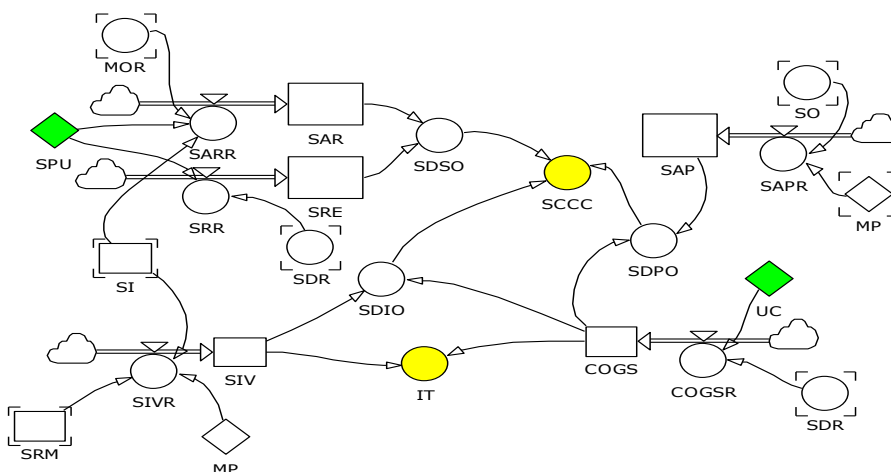 MOR
SO
SAR
SARR
SPU
SDSO
SAP
SAPR
SRE
SRR
SCCC
MP
SDR
SDPO
SI
SDIO
UC
SIV
COGS
SIVR
IT
COGSR
SRM
MP
SDR